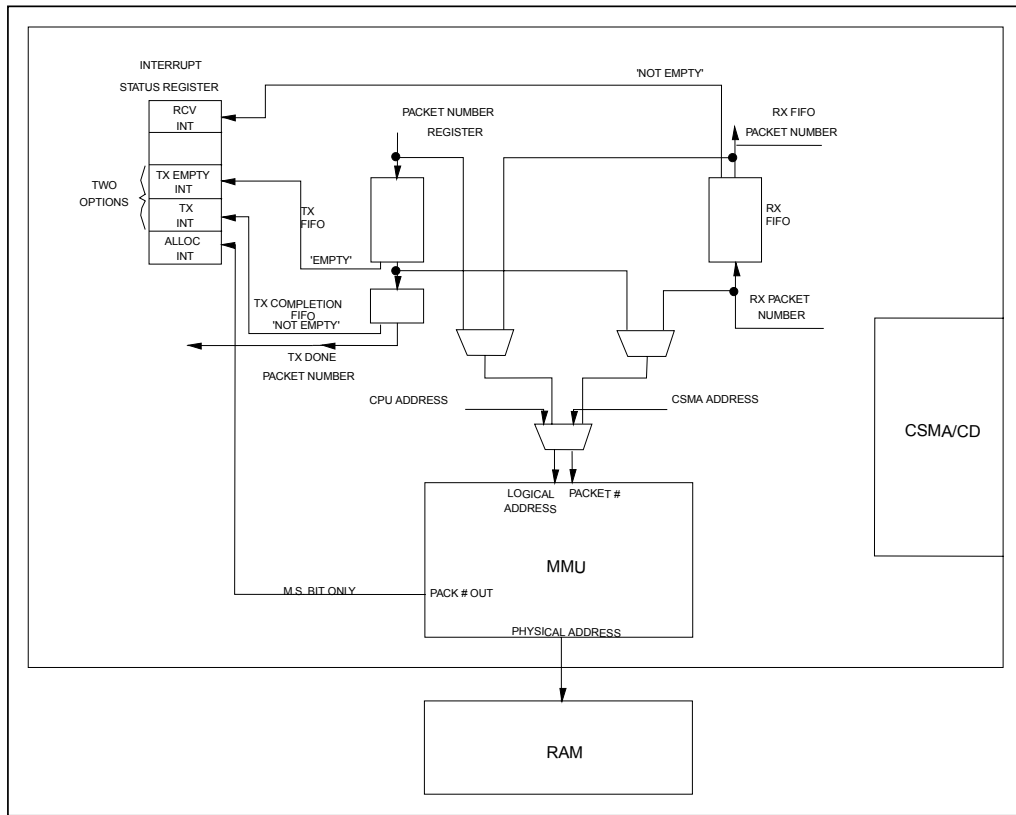 INTERRUPT
STATUS REGISTER
RCV
INT
TX EMPTY
INT
TX
INT
ALLOC
INT
TWO
OPTIONS
'NOT EMPTY'
PACKET NUMBER
REGISTER
RX FIFO
PACKET NUMBER
TX
FIFO
RX
FIFO
'EMPTY'
TX COMPLETION
FIFO
'NOT EMPTY'
TX DONE
PACKET NUMBER
RX PACKET
NUMBER
CPU ADDRESS
CSMA ADDRESS
CSMA/CD
LOGICAL
ADDRESS
PACKET #
MMU
M.S. BIT ONLY
PACK # OUT
PHYSICAL ADDRESS
RAM